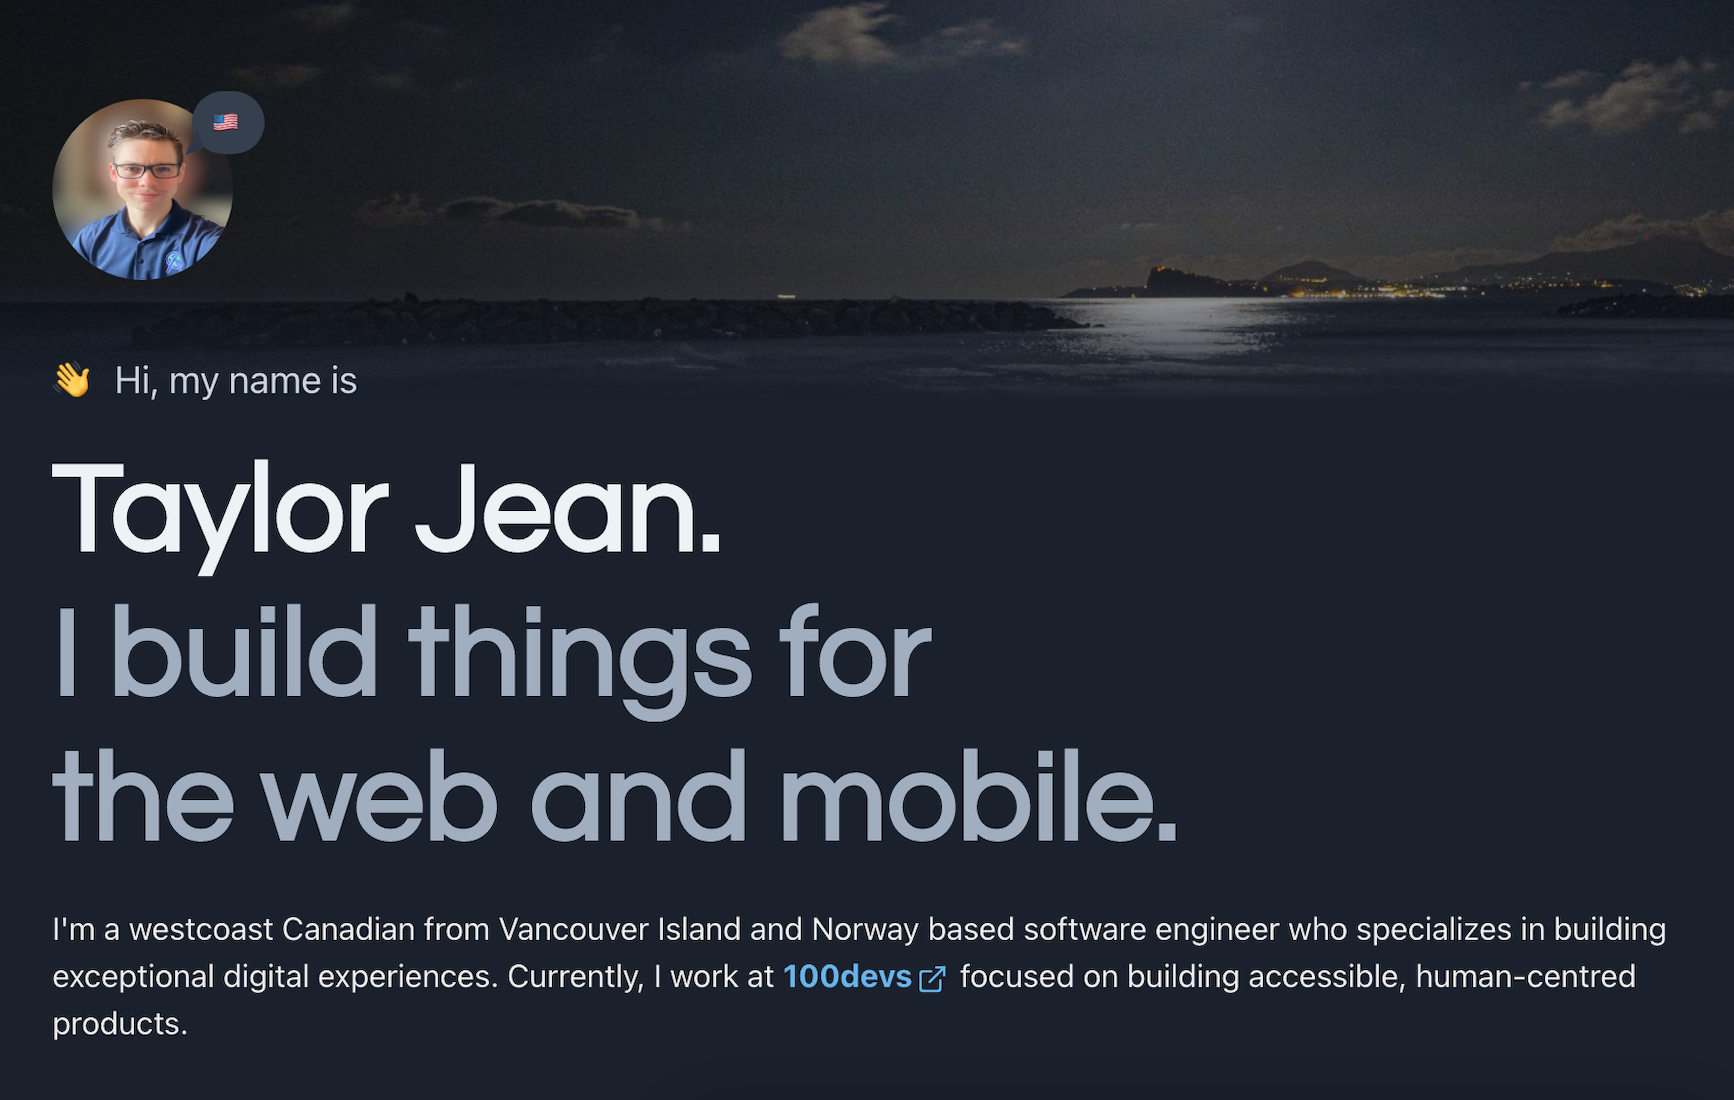 👋 Hi, my name is
Taylor Jean.
I build things for
the web and mobile.
I'm a westcoast Canadian from Vancouver Island and Norway based software engineer who specializes in building
exceptional digital experiences. Currently, I work at 100devs focused on building accessible, human-centred
products.